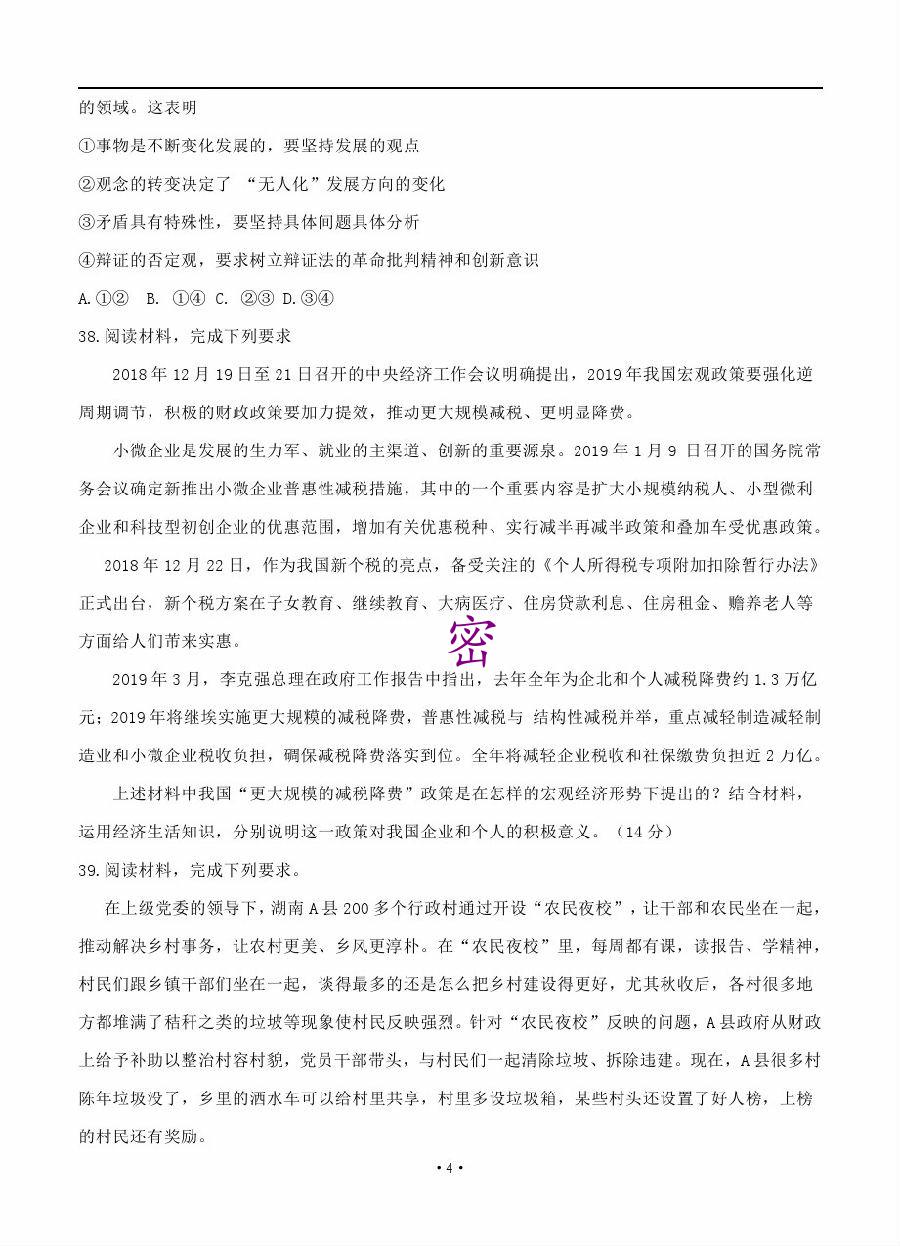 的领域。这表明
①事物是不断变化发展的，要坚持发展的观点
②观念的转变决定了 “无人化”发展方向的变化
③矛盾具有特殊性，要坚持具体间题具体分析
④辩证的否定观，要求树立辩证法的革命批判精神和创新意识
A.①②  B. ①④ C. ②③ D.③④
38.阅读材料，完成下列要求
2018年12月19日至21日召开的中央经济工作会议明确提出，2019年我国宏观政策要强化逆
周期调节，积极的财政政策要加力提效，推动更大规模减税、更明显降费。
小微企业是发展的生力军、就业的主渠道、创新的重要源泉。2019年1月9 日召开的国务院常
务会议确定新推出小微企业普惠性减税措施，其中的一个重要内容是扩大小规模纳税人、小型微利
企业和科技型初创企业的优惠范围，增加有关优惠税种、实行减半再减半政策和叠加车受优惠政策。
2018年12月22日，作为我国新个税的亮点，备受关注的《个人所得税专项附加扣除暂行办法》
正式出台，新个税方案在子女教育、继续教育、大病医疗、住房贷款利息、住房租金、赡养老人等
方面给人们带来实惠。
密
2019年3月，李克强总理在政府工作报告中指出，去年全年为企北和个人减税降费约1.3万亿
元；2019年将继埃实施更大规模的减税降费，普惠性减税与 结构性减税并举，重点减轻制造减轻制
造业和小微企业税收负担，碉保减税降费落实到位。全年将减轻企业税收和社保缴费负担近2万亿。
上述材料中我国“更大规模的减税降费”政策是在怎样的宏观经济形势下提出的？结合材料，
运用经济生活知识，分别说明这一政策对我国企业和个人的积极意义。（14分）
39.阅读材料，完成下列要求。
在上级党委的领导下，湖南A县200多个行政村通过开设“农民夜校”，让干部和农民坐在一起，
推动解决乡村事务，让农村更美、乡风更淳朴。在“农民夜校”里，每周都有课，读报告、学精神，
村民们跟乡镇干部们坐在一起，谈得最多的还是怎么把乡村建设得更好，尤其秋收后，各村很多地
方都堆满了秸秆之类的垃圾等现象使村民反映强烈。针对“农民夜校”反映的问题，A县政府从财政
上给予补助以整治村容村貌，党员干部带头，与村民们一起清除垃圾、拆除违建。现在，A县很多村
陈年垃圾没了，乡里的洒水车可以给村里共享，村里多设垃圾箱，某些村头还设置了好人榜，上榜
的村民还有奖励。
·4·